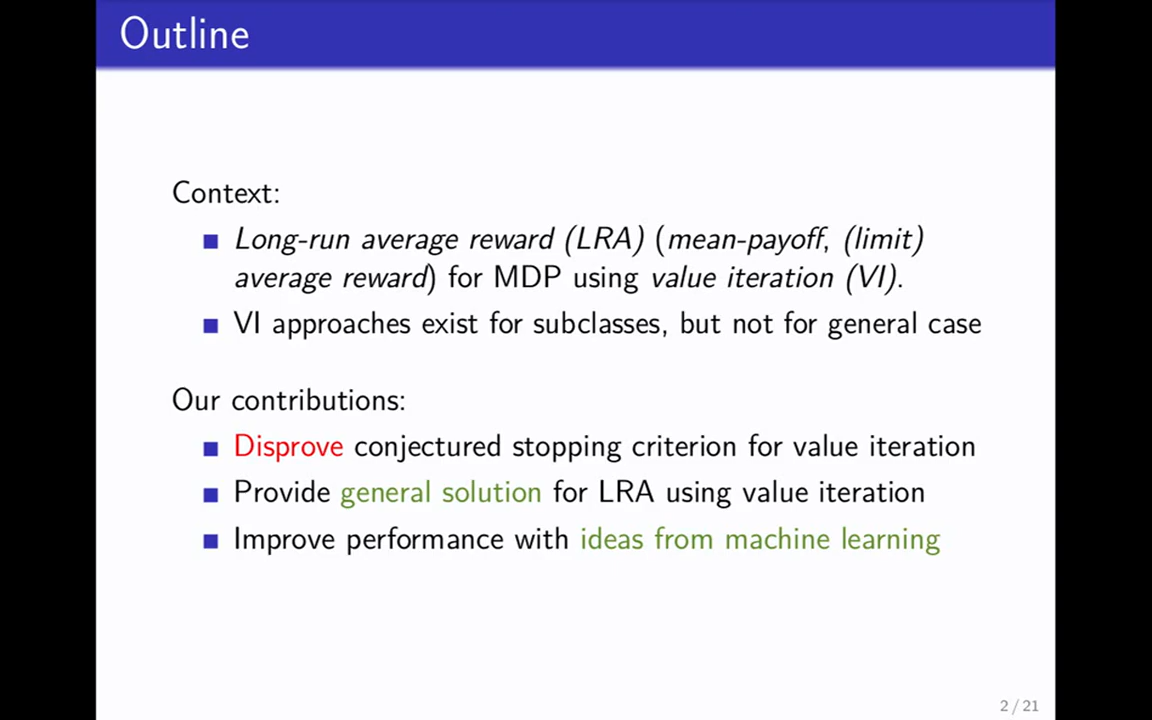 Outline
Context:
Long-run average reward (LRA) (mean-payoff, (limit)
average reward) for MDP using value iteration (VI).
VI approaches exist for subclasses, but not for general case
Our contributions:
Disprove conjectured stopping criterion for value iteration
Provide general solution for LRA using value iteration
Improve performance with ideas from machine learning
2 / 21